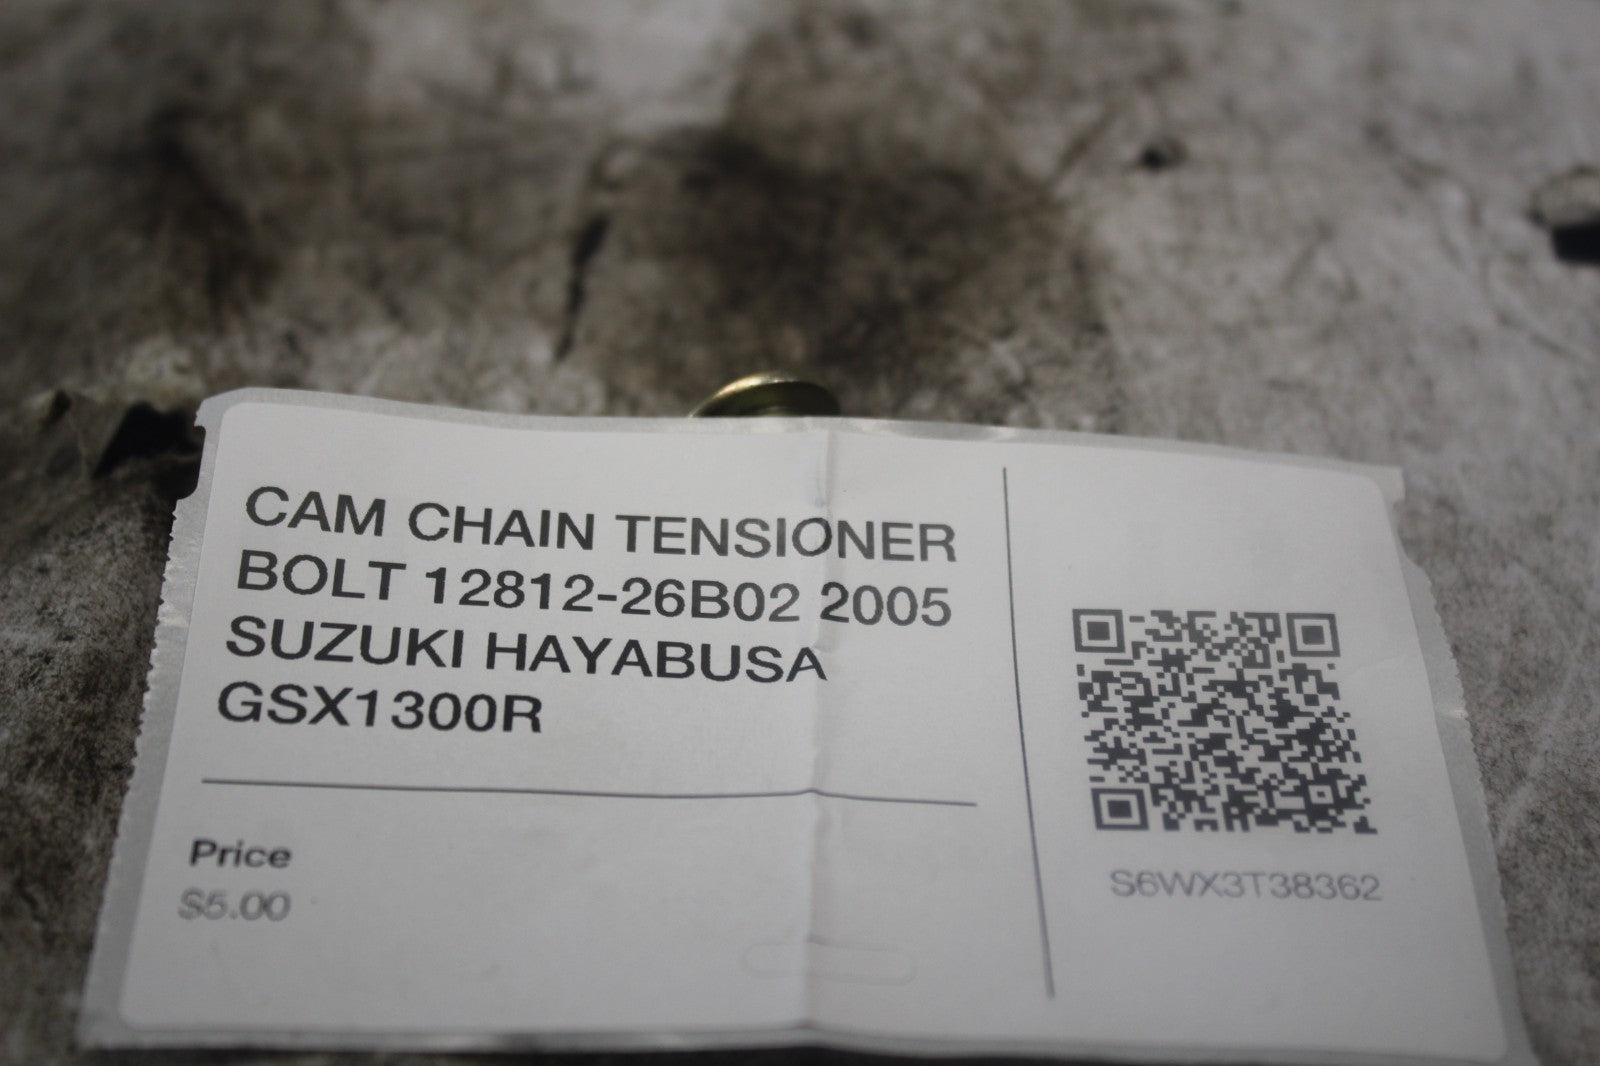 CAM CHAIN TENSIONER
BOLT 12812-26B02 2005
SUZUKI HAYABUSA
GSX1300R
Price
$5.00
S6WX3T38362